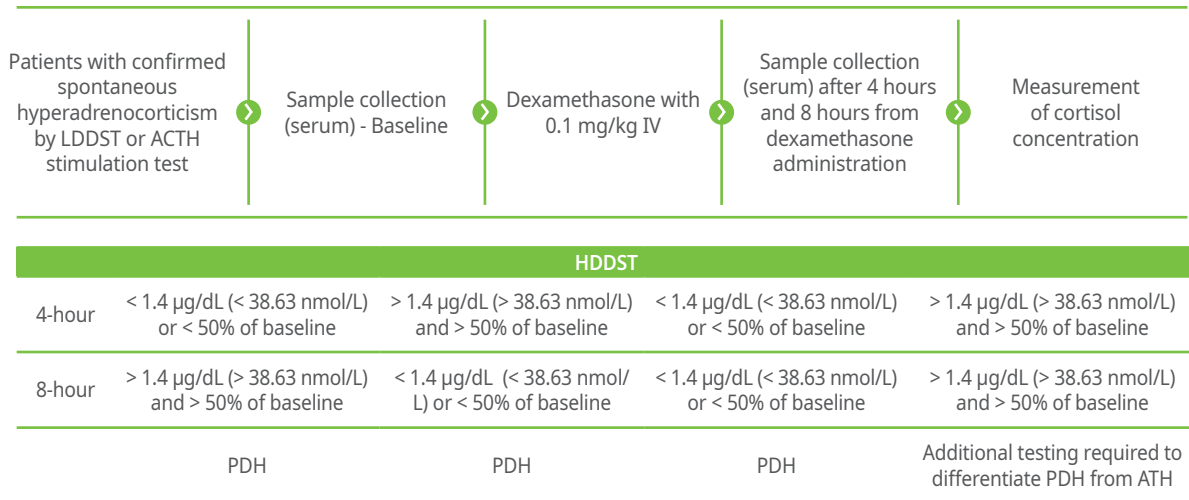 Patients with confirmed
spontaneous
hyperadrenocorticism
by LDDST or ACTH
stimulation test
Sample collection
(serum) - Baseline
Dexamethasone with
0.1 mg/kg IV
Sample collection
(serum) after 4 hours
and 8 hours from
dexamethasone
administration
Measurement
of cortisol
concentration
HDDST
4-hour
< 1.4 µg/dL (< 38.63 nmol/L)
or < 50% of baseline
> 1.4 µg/dL (> 38.63 nmol/L)
and > 50% of baseline
< 1.4 µg/dL (< 38.63 nmol/L)
or < 50% of baseline
> 1.4 µg/dL (> 38.63 nmol/L)
and > 50% of baseline
8-hour
> 1.4 µg/dL (> 38.63 nmol/L)
and > 50% of baseline
< 1.4 µg/dL (< 38.63 nmol/
L) or < 50% of baseline
< 1.4 µg/dL (< 38.63 nmol/L)
or < 50% of baseline
> 1.4 µg/dL (> 38.63 nmol/L)
and > 50% of baseline
PDH
PDH
PDH
Additional testing required to
differentiate PDH from ATH